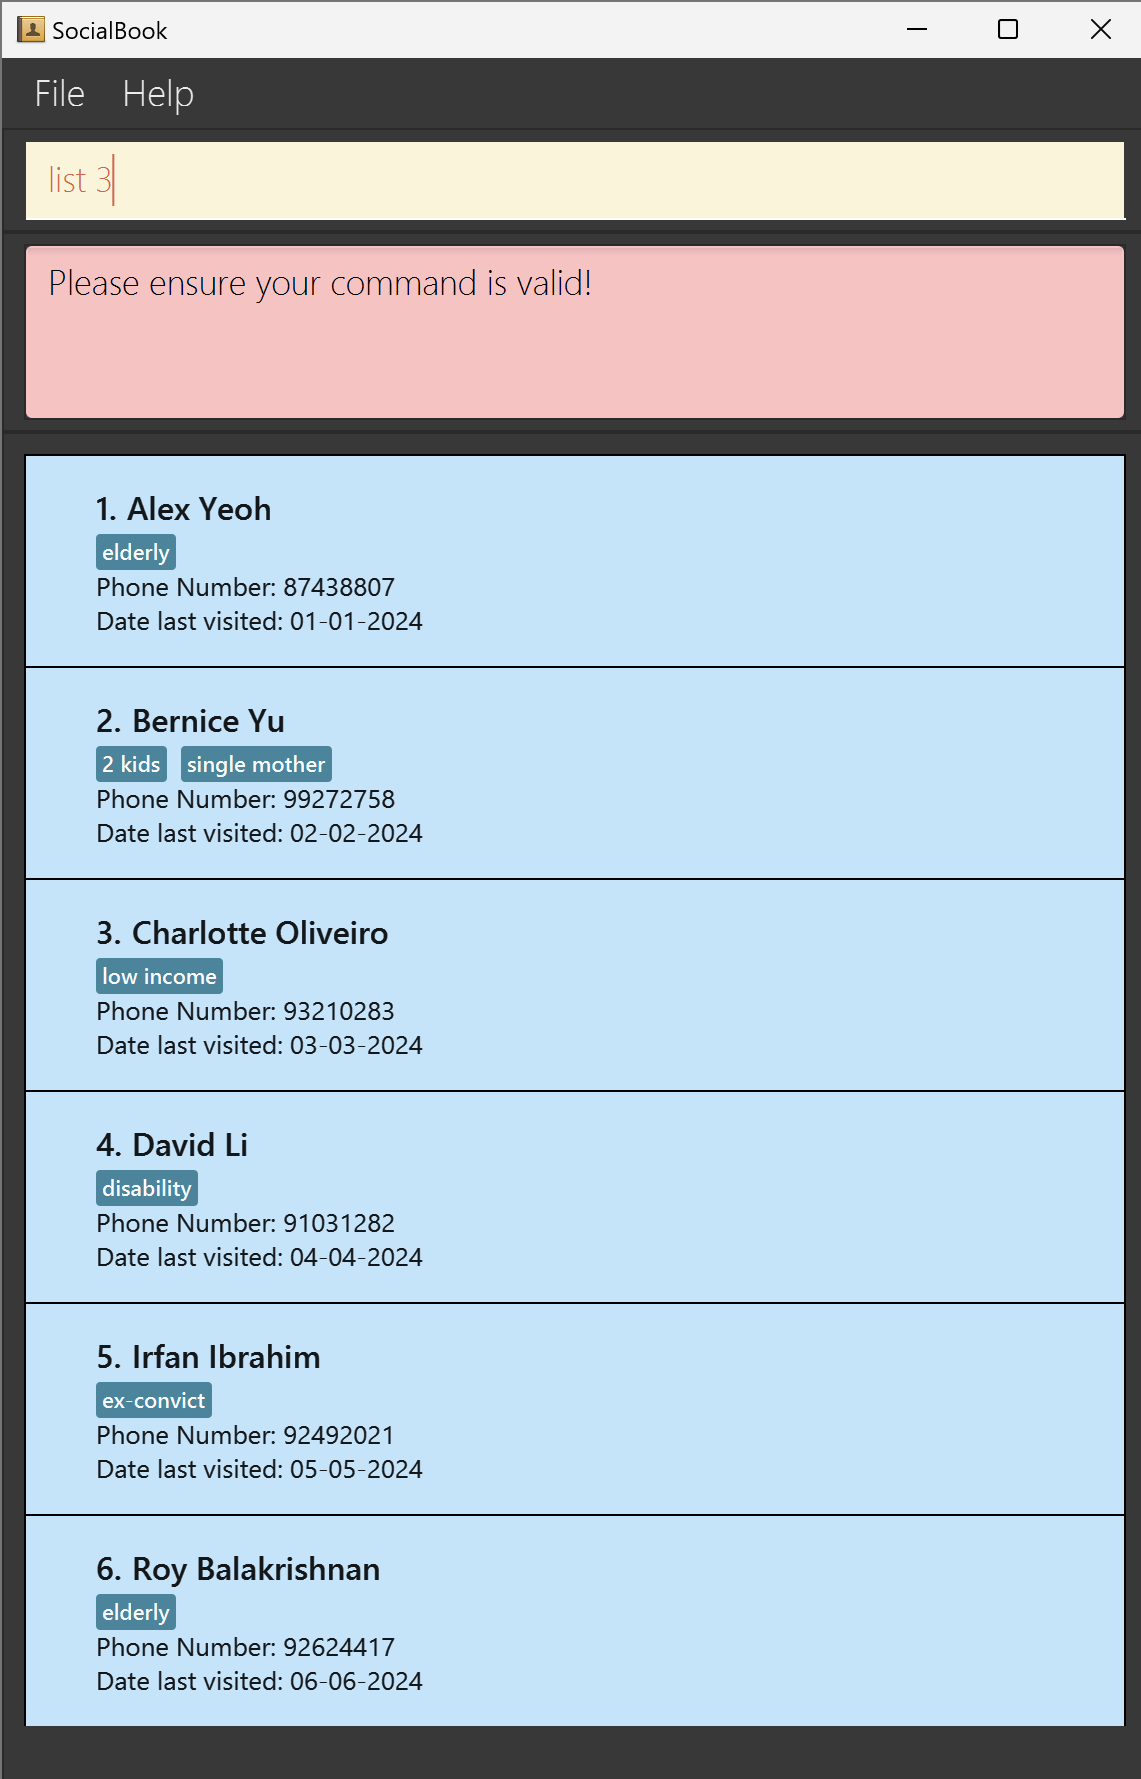 SocialBook
File Help
list 3
Please ensure your command is valid!
1. Alex Yeoh
elderly
Phone Number: 87438807
Date last visited: 01-01-2024
2. Bernice Yu
2 kids single mother
Phone Number: 99272758
Date last visited: 02-02-2024
3. Charlotte Oliveiro
low income
Phone Number: 93210283
Date last visited: 03-03-2024
4. David Li
disability
Phone Number: 91031282
Date last visited: 04-04-2024
5. Irfan Ibrahim
ex-convict
Phone Number: 92492021
Date last visited: 05-05-2024
6. Roy Balakrishnan
elderly
Phone Number: 92624417
Date last visited: 06-06-2024